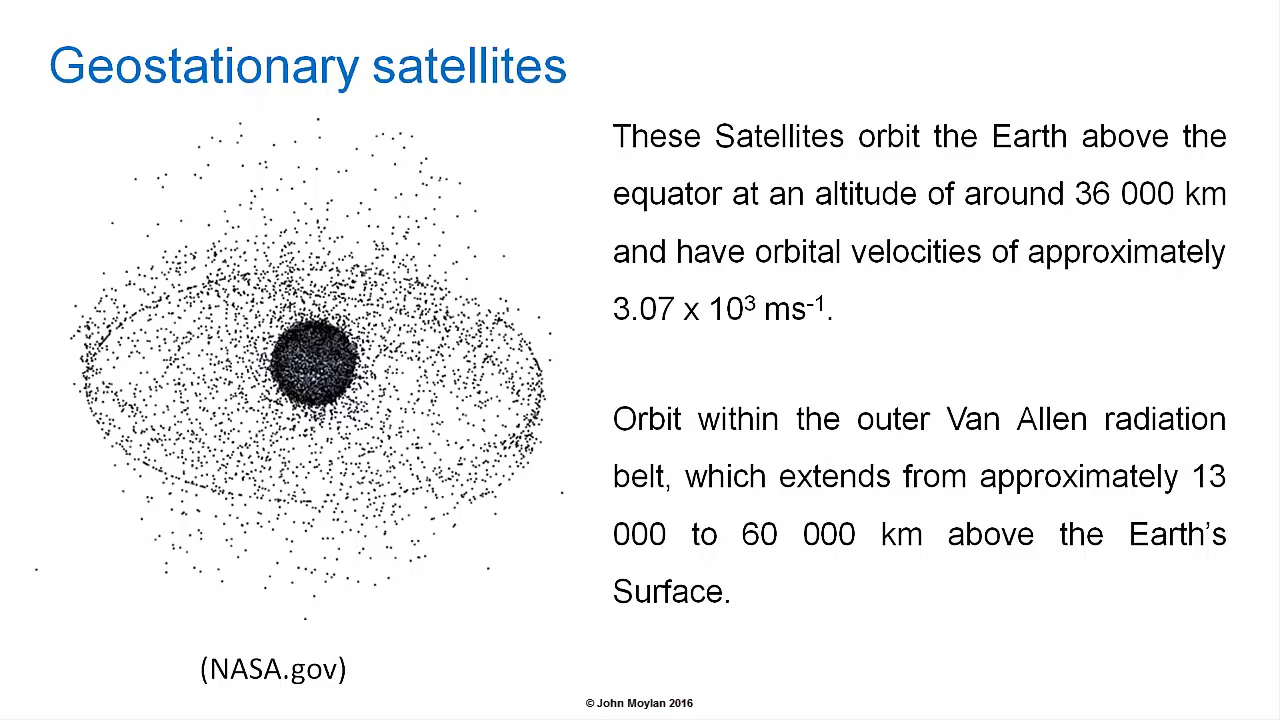 Geostationary satellites
These Satellites orbit the Earth above the
equator at an altitude of around 36 000 km
and have orbital velocities of approximately
3.07 x 10³ ms⁻¹.
Orbit within the outer Van Allen radiation
belt, which extends from approximately 13
000 to 60 000 km above the Earth’s
Surface.
(NASA.gov)
© John Moylan 2016